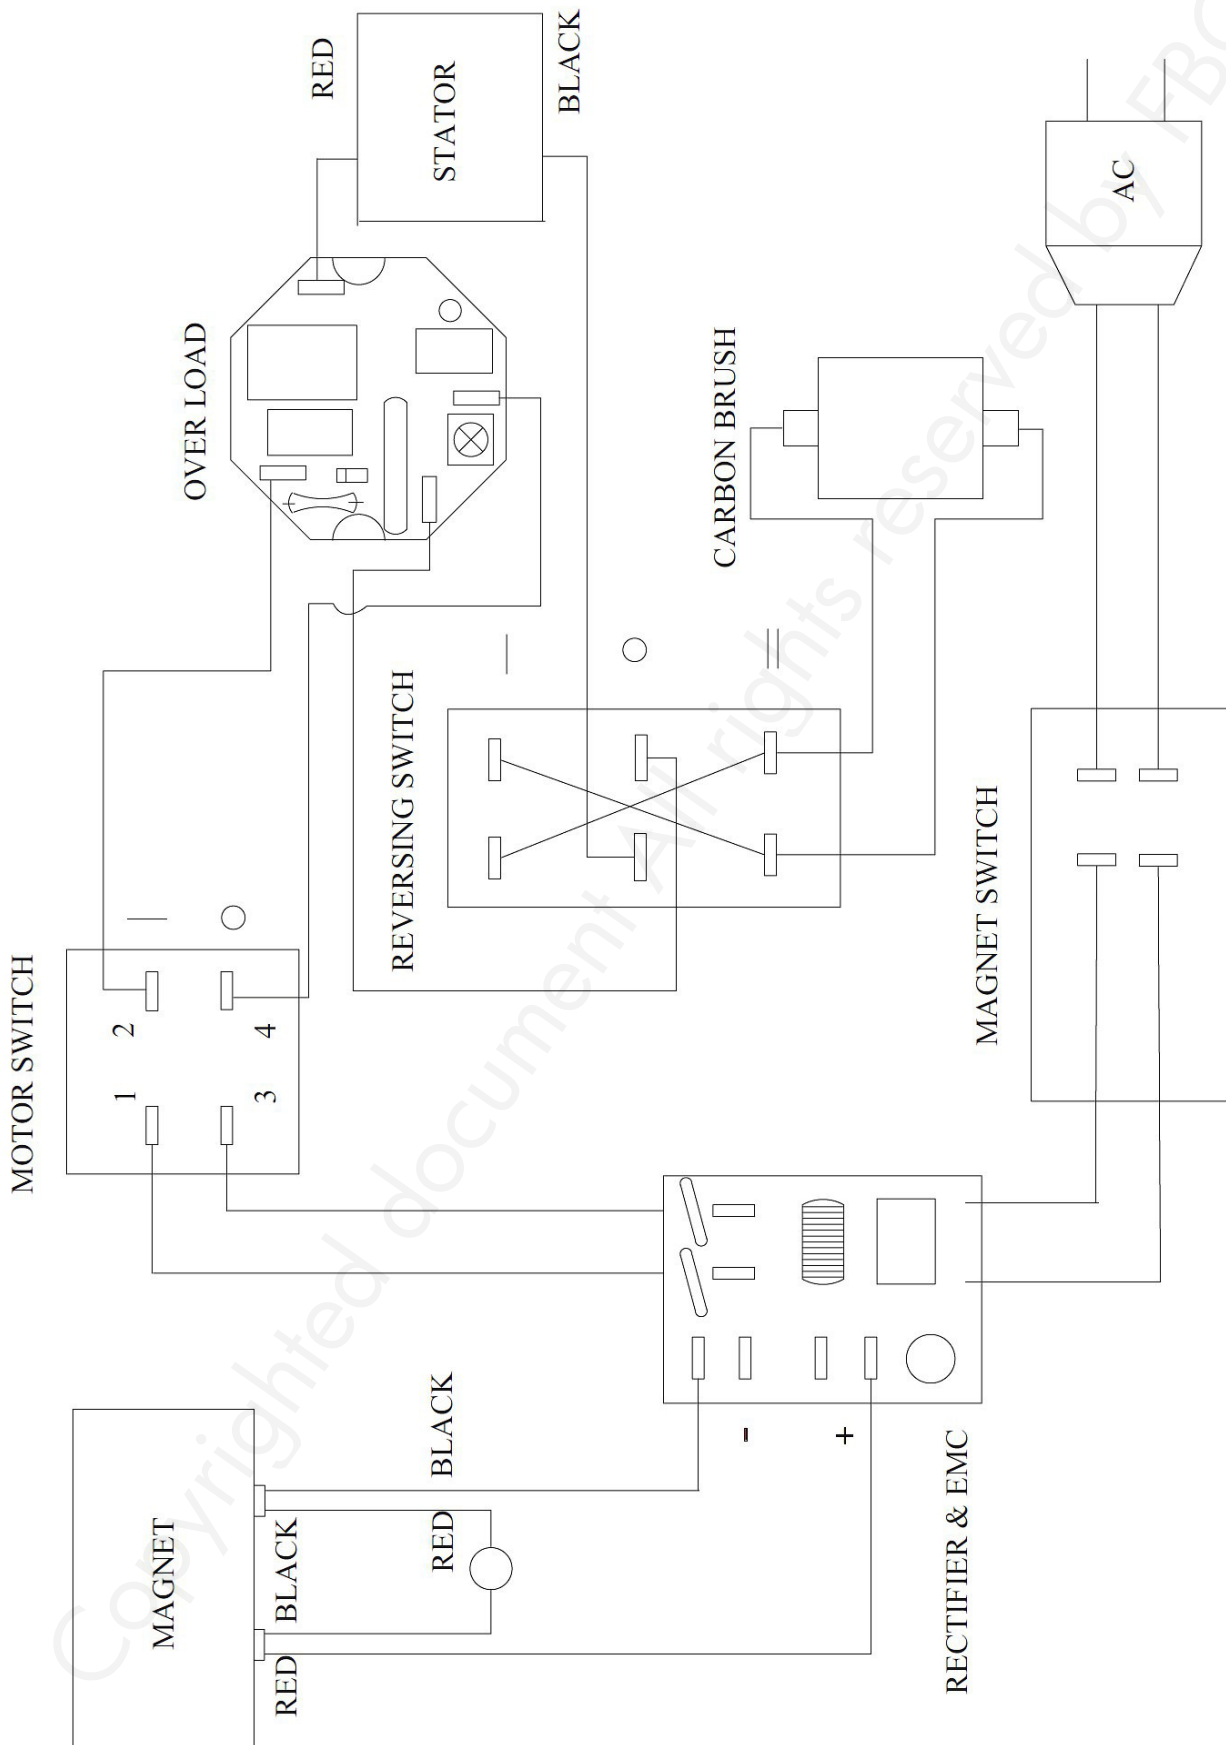 MOTOR SWITCH
1 2
| ○
3 4
MAGNET
RED BLACK
RED BLACK
OVER LOAD
RED
STATOR
BLACK
REVERSING SWITCH
| ○ ||
CARBON BRUSH
-
+
RECTIFIER & EMC
MAGNET SWITCH
AC
Copyrighted document All rights reserved by